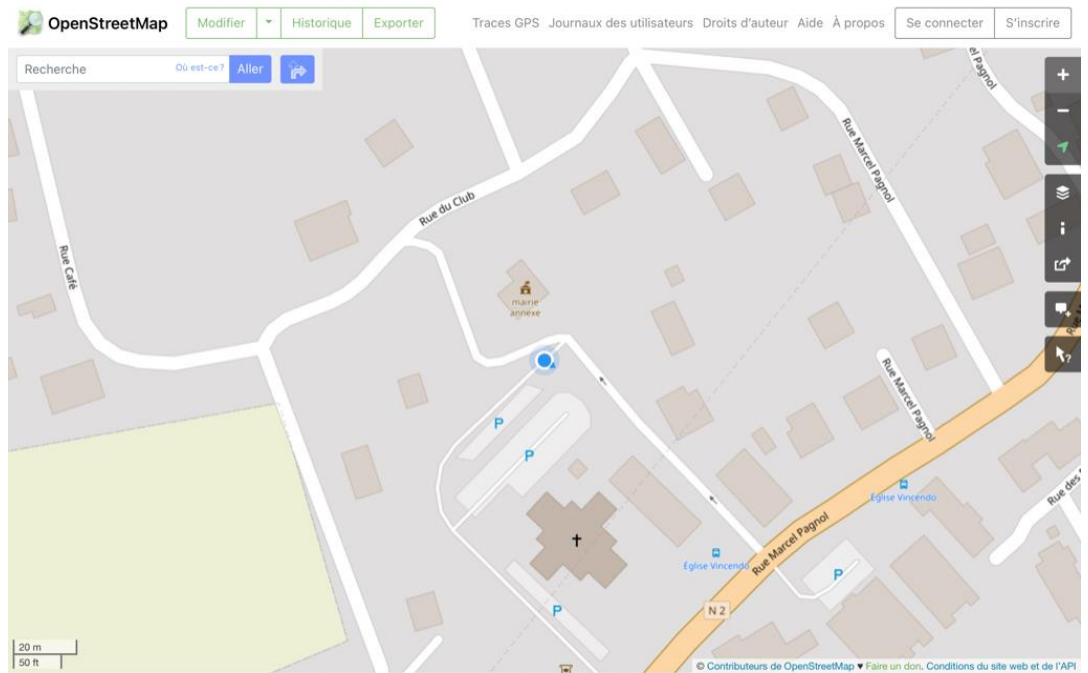 OpenStreetMap
Modifier
Historique
Exporter
Traces GPS
Journaux des utilisateurs
Droits d'auteur
Aide
À propos
Se connecter
S'inscrire
Recherche
Où est-ce ?
Aller
Rue Marcel Pagnol
Rue du Club
Rue Café
mairie
annexe
Rue Marcel Pagnol
P
P
Église Vincendo
Rue Marcel Pagnol
Église Vincendo
P
P
N 2
20 m
50 ft
© Contributeurs de OpenStreetMap ♥ Faire un don. Conditions du site web et de l'API